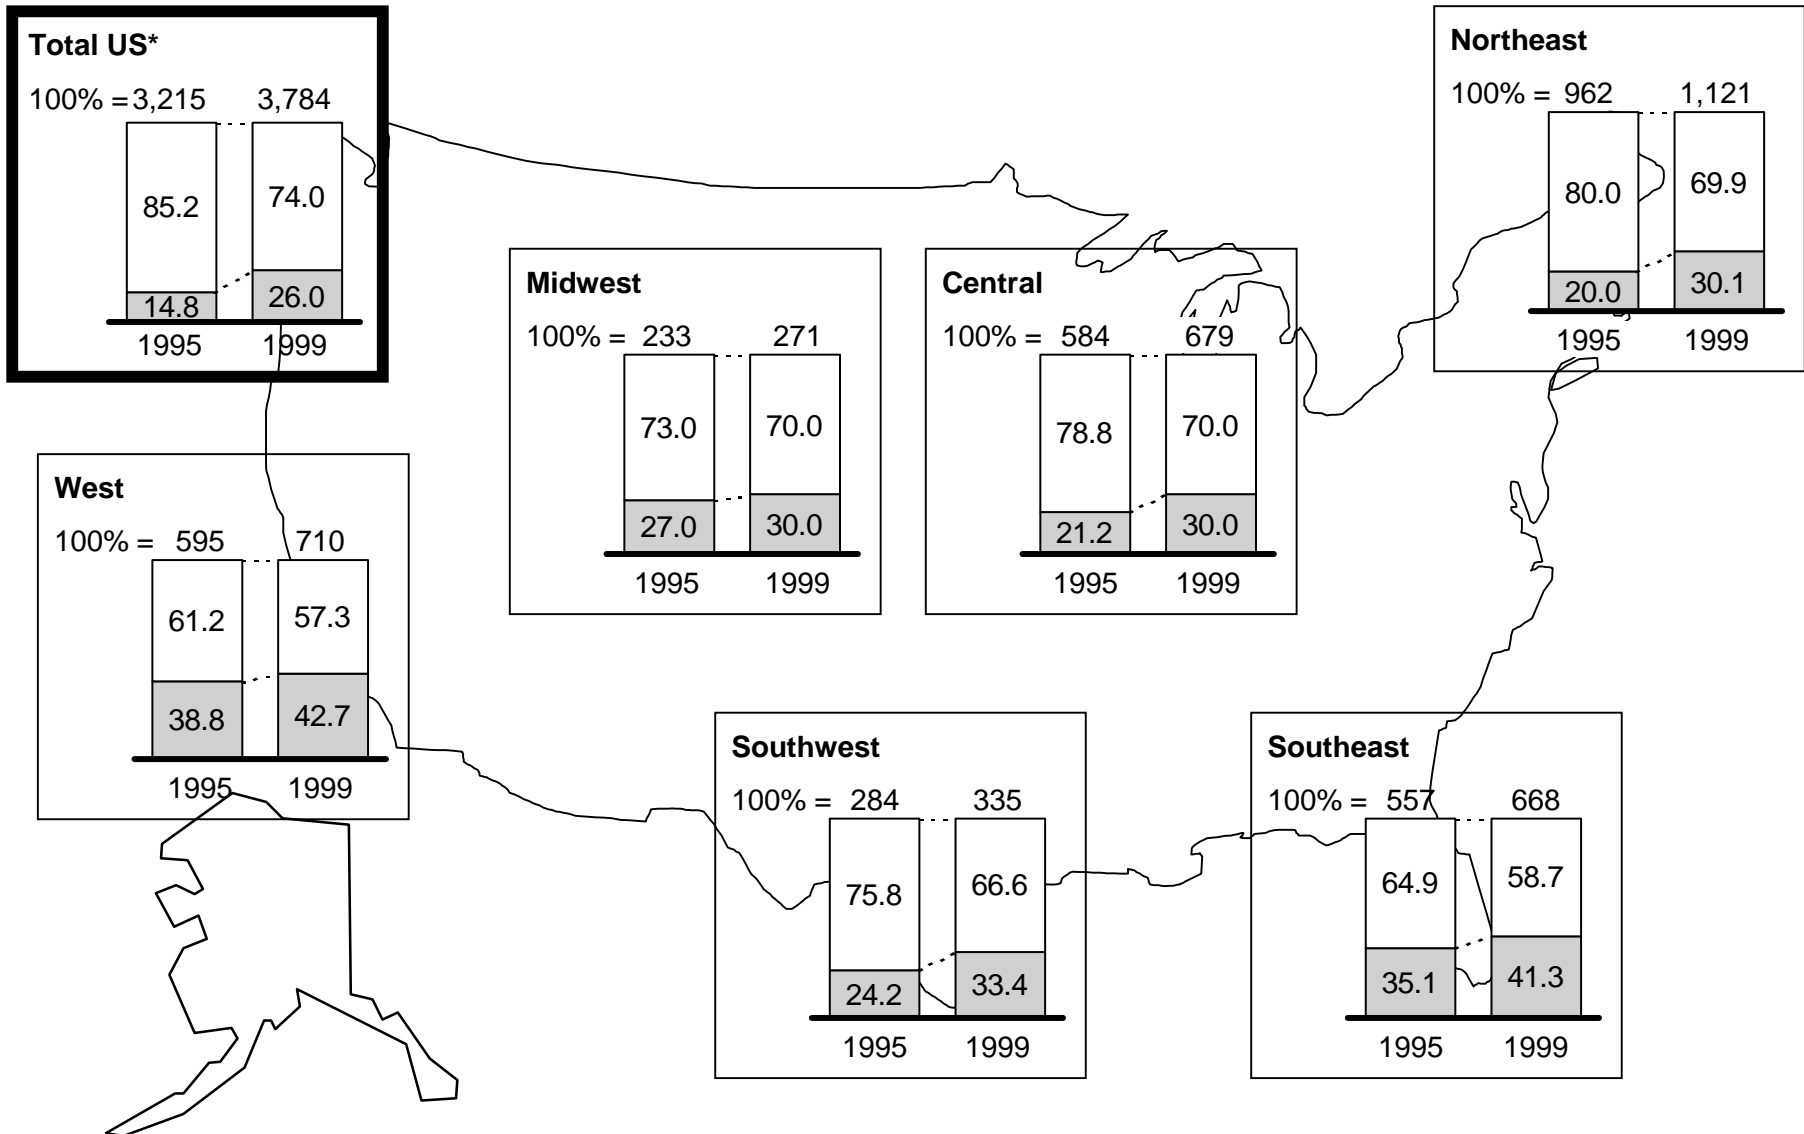 Total US*
100% = 3,215 3,784
85.2 74.0
14.8 26.0
1995 1999
Northeast
100% = 962 1,121
80.0 69.9
20.0 30.1
1995 1999
Midwest
100% = 233 271
73.0 70.0
27.0 30.0
1995 1999
Central
100% = 584 679
78.8 70.0
21.2 30.0
1995 1999
West
100% = 595 710
61.2 57.3
38.8 42.7
1995 1999
Southwest
100% = 284 335
75.8 66.6
24.2 33.4
1995 1999
Southeast
100% = 557 668
64.9 58.7
35.1 41.3
1995 1999